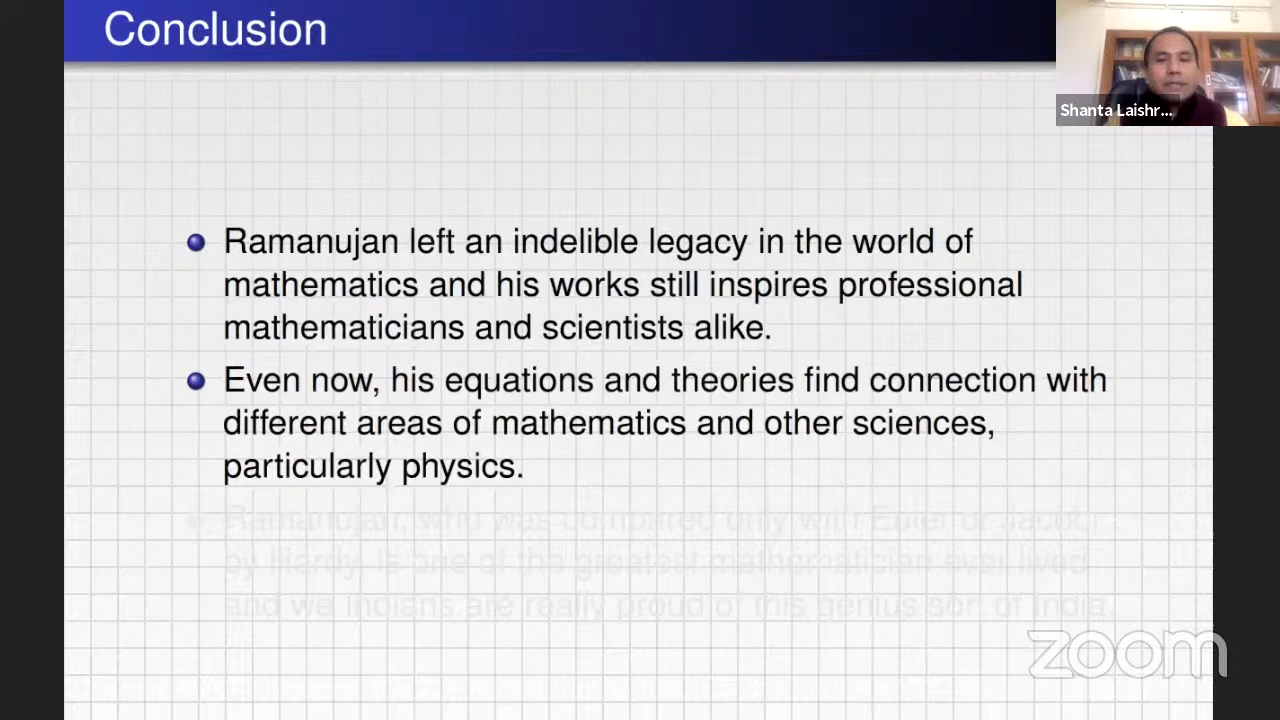 Conclusion
Shanta Laishr...
Ramanujan left an indelible legacy in the world of
mathematics and his works still inspires professional
mathematicians and scientists alike.
Even now, his equations and theories find connection with
different areas of mathematics and other sciences,
particularly physics.
Ramanujan, who was compared only with Euler or Jacobi
by Hardy, is one of the greatest mathematician ever lived
and we Indians are really proud of this genius son of India.
zoom